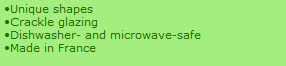 •Unique shapes
•Crackle glazing
•Dishwasher- and microwave-safe
•Made in France